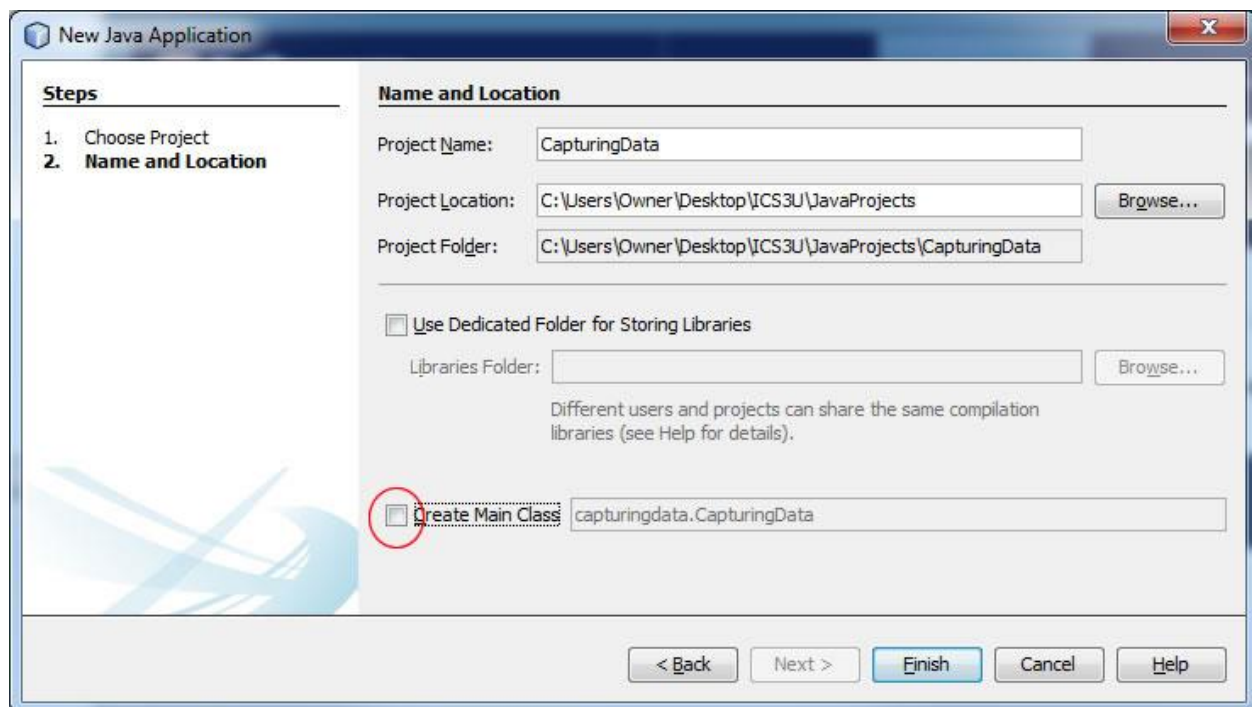 New Java Application
Steps
1. Choose Project
2. Name and Location
Name and Location
Project Name: CapturingData
Project Location: C:\Users\Owner\Desktop\ICS3U\JavaProjects Browse...
Project Folder: C:\Users\Owner\Desktop\ICS3U\JavaProjects\CapturingData
Use Dedicated Folder for Storing Libraries
Libraries Folder: Browse...
Different users and projects can share the same compilation
libraries (see Help for details).
Create Main Class capturingdata.CapturingData
< Back Next > Finish Cancel Help